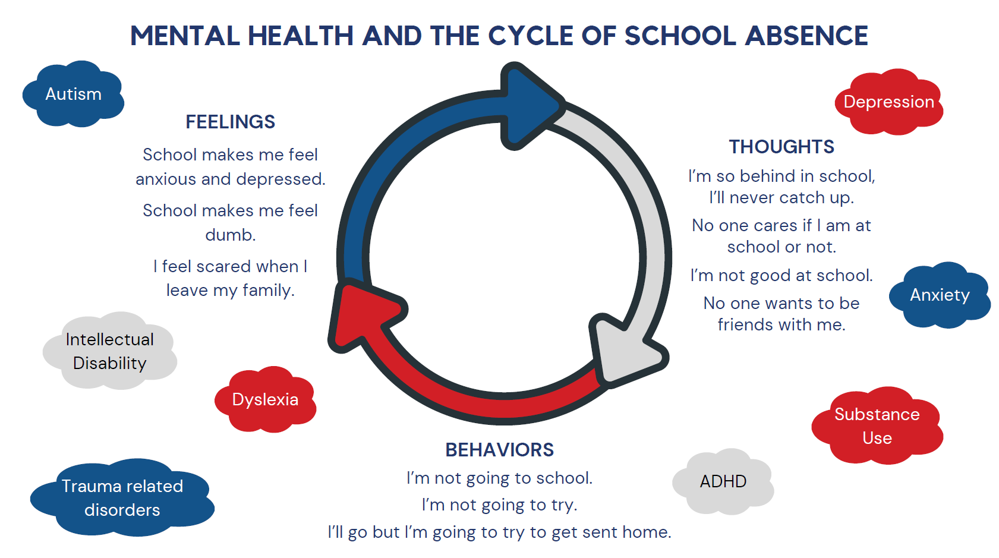 MENTAL HEALTH AND THE CYCLE OF SCHOOL ABSENCE
Autism
Depression
FEELINGS
School makes me feel
anxious and depressed.
School makes me feel
dumb.
I feel scared when I
leave my family.
THOUGHTS
I’m so behind in school,
I’ll never catch up.
No one cares if I am at
school or not.
I’m not good at school.
No one wants to be
friends with me.
Anxiety
Intellectual
Disability
Dyslexia
Substance
Use
Trauma related
disorders
BEHAVIORS
I’m not going to school.
I’m not going to try.
I’ll go but I’m going to try to get sent home.
ADHD